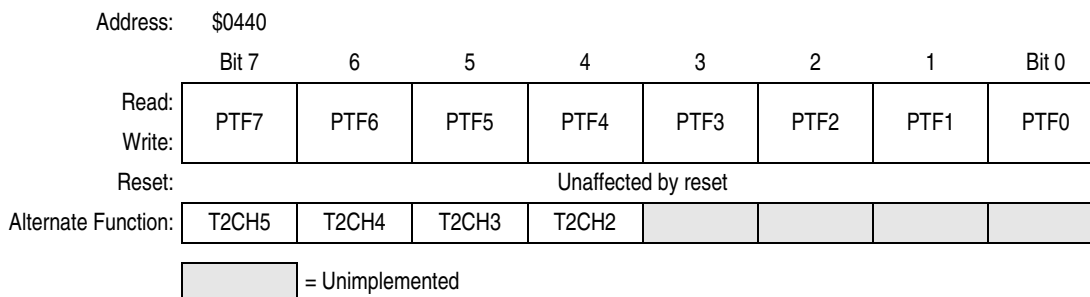 Address: $0440
Bit 7 6 5 4 3 2 1 Bit 0
Read:
PTF7 PTF6 PTF5 PTF4 PTF3 PTF2 PTF1 PTF0
Write:
Reset: Unaffected by reset
Alternate Function: T2CH5 T2CH4 T2CH3 T2CH2
= Unimplemented